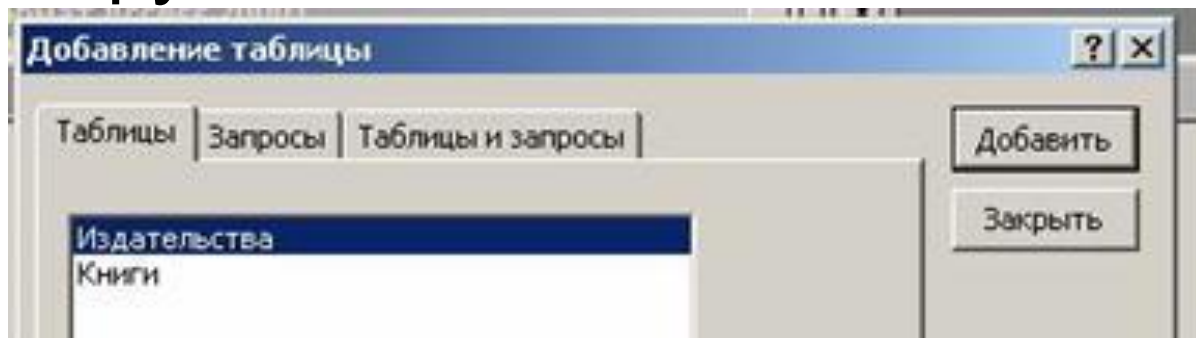 Добавление таблицы
Таблицы Запросы Таблицы и запросы
Добавить
Закрыть
Издательства
Книги